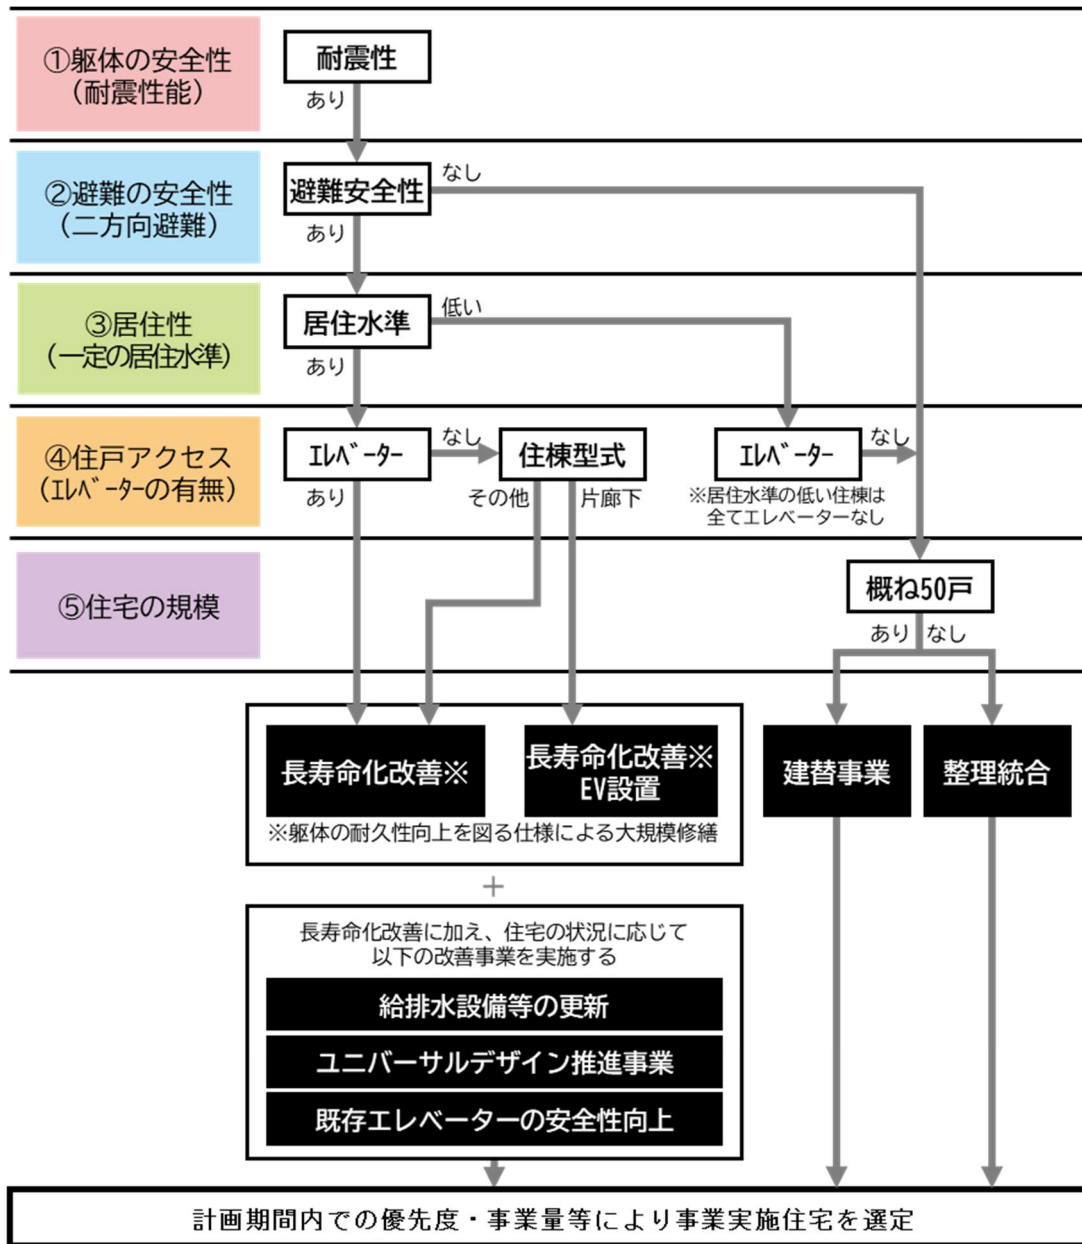 ①躯体の安全性
(耐震性能)
耐震性
あり
②避難の安全性
(二方向避難)
避難安全性
なし
あり
③居住性
(一定の居住水準)
居住水準
低い
あり
④住戸アクセス
(ｴﾚﾍﾞｰﾀｰの有無)
ｴﾚﾍﾞｰﾀｰ
なし
あり
住棟型式
その他
片廊下
ｴﾚﾍﾞｰﾀｰ
なし
※居住水準の低い住棟は
全てエレベーターなし
⑤住宅の規模
概ね50戸
あり
なし
長寿命化改善※
長寿命化改善※
EV設置
※躯体の耐久性向上を図る仕様による大規模修繕
建替事業
整理統合
＋
長寿命化改善に加え、住宅の状況に応じて
以下の改善事業を実施する
給排水設備等の更新
ユニバーサルデザイン推進事業
既存エレベーターの安全性向上
計画期間内での優先度・事業量等により事業実施住宅を選定